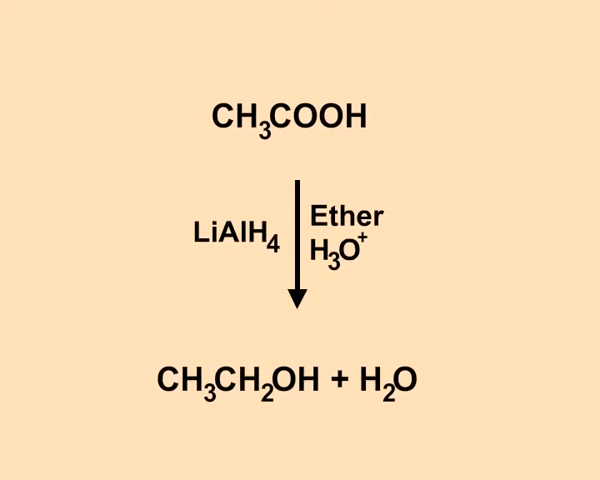 CH₃COOH
LiAlH₄
Ether
H₃O⁺
CH₃CH₂OH + H₂O